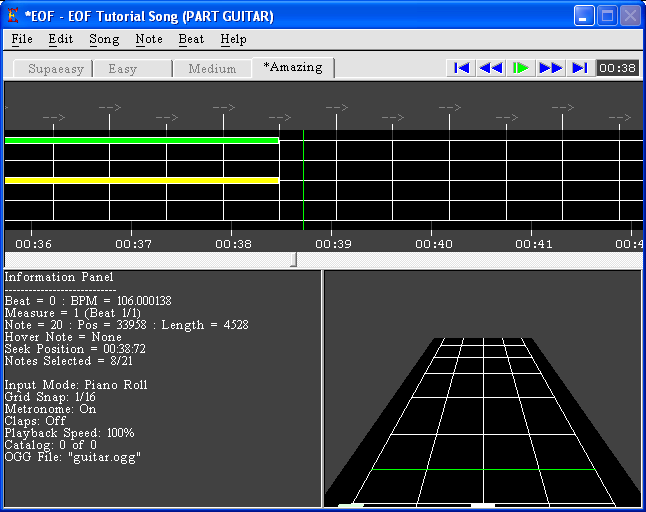 *EOF - EOF Tutorial Song (PART GUITAR)
File Edit Song Note Beat Help
Supaeasy Easy Medium *Amazing 00:38
--> --> --> --> --> --> --> --> --> --> -->
00:36 00:37 00:38 00:39 00:40 00:41 00:4
Information Panel
----------------------------
Beat = 0 : BPM = 106.000138
Measure = 1 (Beat 1/1)
Note = 20 : Pos = 33958 : Length = 4528
Hover Note = None
Seek Position = 00:38:72
Notes Selected = 8/21
Input Mode: Piano Roll
Grid Snap: 1/16
Metronome: On
Claps: Off
Playback Speed: 100%
Catalog: 0 of 0
OGG File: "guitar.ogg"